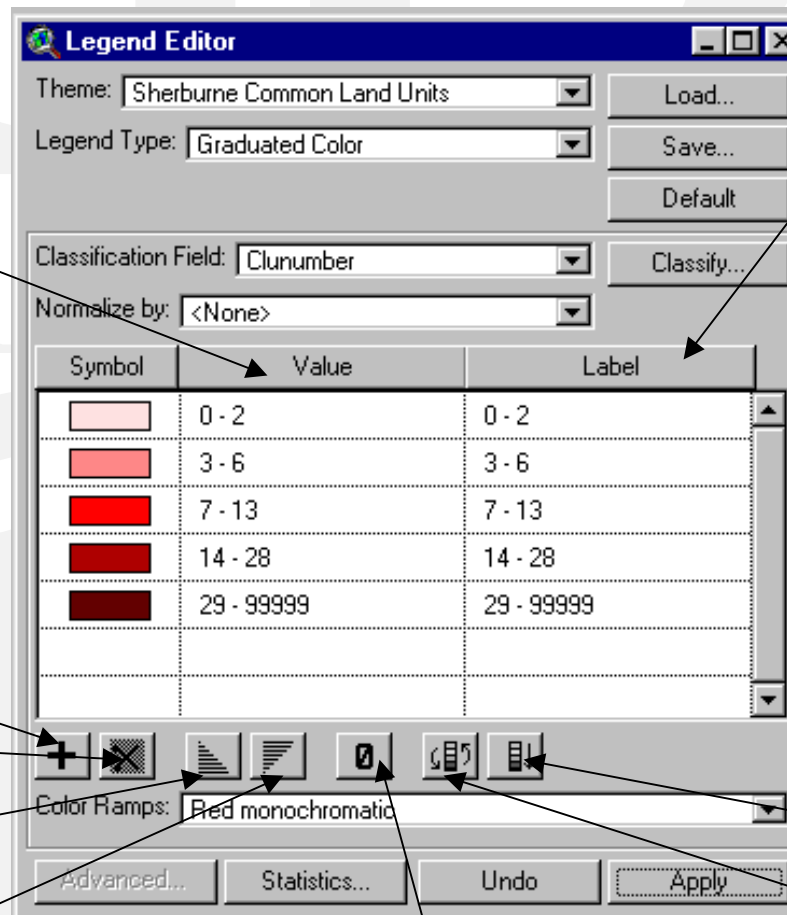 Legend Editor
Theme: Sherburne Common Land Units
Load...
Legend Type: Graduated Color
Save...
Default
Classification Field: Clunumber
Classify...
Normalize by: <None>
Symbol Value Label
0 - 2 0 - 2
3 - 6 3 - 6
7 - 13 7 - 13
14 - 28 14 - 28
29 - 99999 29 - 99999
0
Color Ramps: Red monochromatic
Advanced... Statistics... Undo Apply